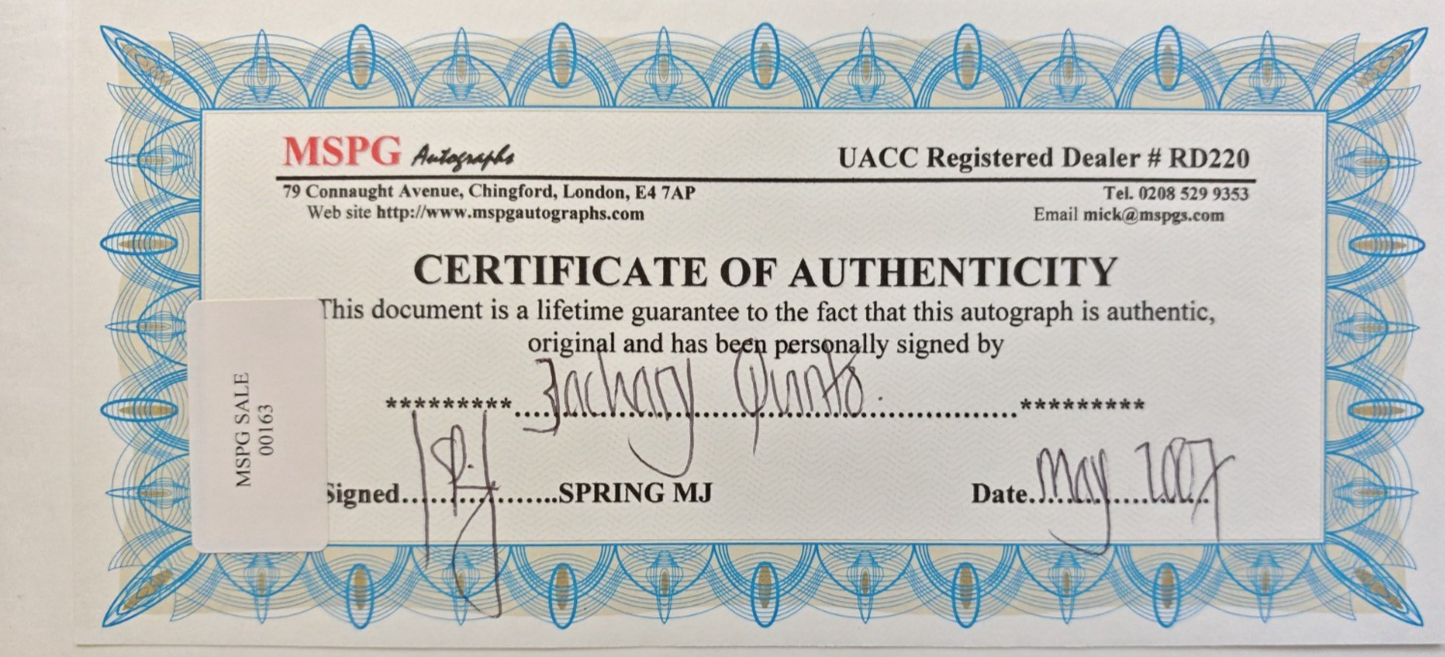 MSPG Autographs
UACC Registered Dealer # RD220
79 Connaught Avenue, Chingford, London, E4 7AP
Tel. 0208 529 9353
Web site http://www.mspgautographs.com
Email mick@mspgs.com
CERTIFICATE OF AUTHENTICITY
This document is a lifetime guarantee to the fact that this autograph is authentic,
original and has been personally signed by
*********....Zachary Quinto.....................*********
Signed....................SPRING MJ
Date. May 2007
MSPG SALE
00163